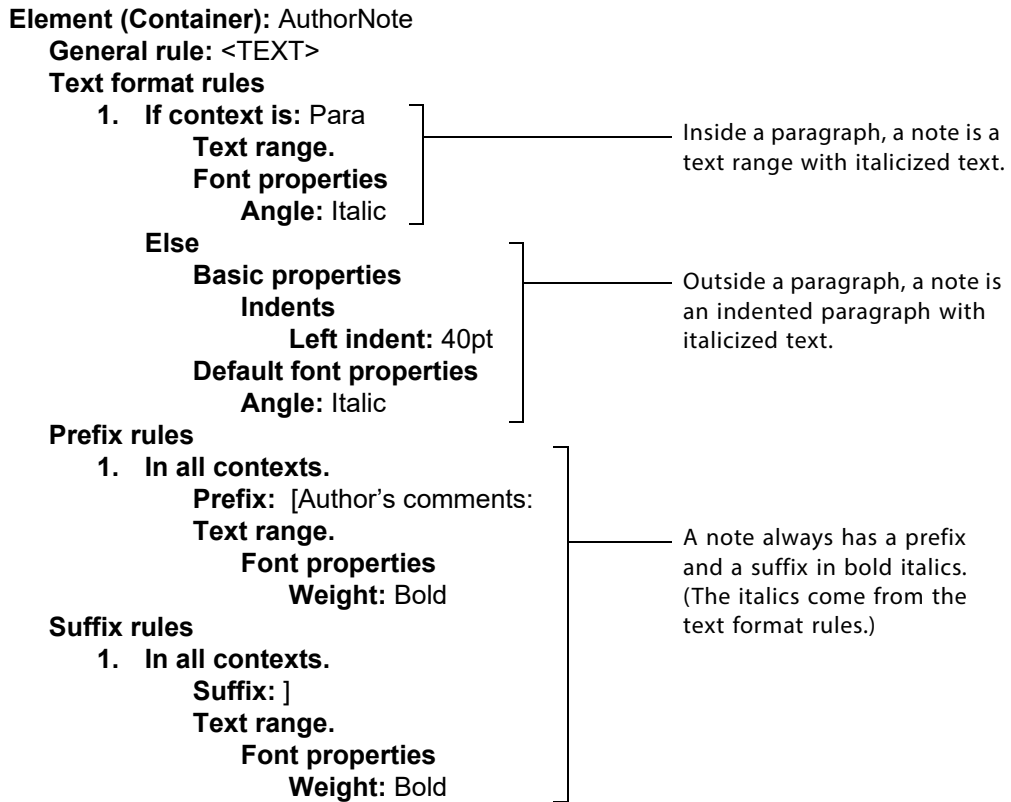 Element (Container): AuthorNote
General rule: <TEXT>
Text format rules
1. If context is: Para
Text range.
Font properties
Angle: Italic
Else
Basic properties
Indents
Left indent: 40pt
Default font properties
Angle: Italic
Prefix rules
1. In all contexts.
Prefix: [Author’s comments:
Text range.
Font properties
Weight: Bold
Suffix rules
1. In all contexts.
Suffix: ]
Text range.
Font properties
Weight: Bold
Inside a paragraph, a note is a
text range with italicized text.
Outside a paragraph, a note is
an indented paragraph with
italicized text.
A note always has a prefix
and a suffix in bold italics.
(The italics come from the
text format rules.)